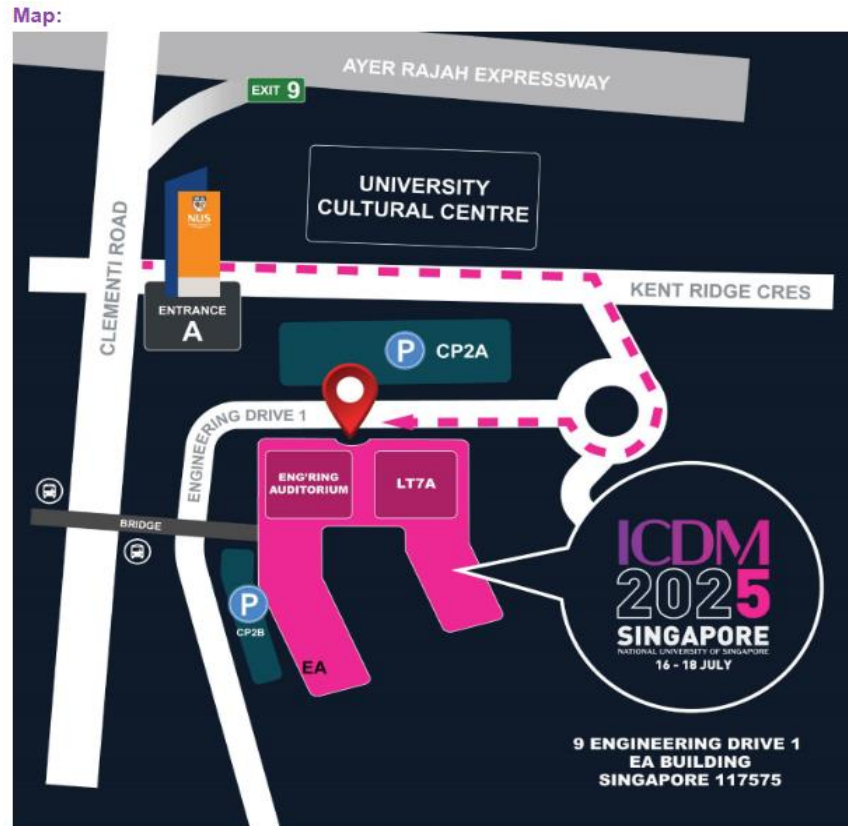 Map:
AYER RAJAH EXPRESSWAY
EXIT 9
UNIVERSITY
CULTURAL CENTRE
NUS
CLEMENTI ROAD
KENT RIDGE CRES
ENTRANCE
A
P CP2A
ENGINEERING DRIVE 1
ENG'RING
AUDITORIUM
LT7A
BRIDGE
P
CP2B
EA
ICDM
2025
SINGAPORE
NATIONAL UNIVERSITY OF SINGAPORE
16 - 18 JULY
9 ENGINEERING DRIVE 1
EA BUILDING
SINGAPORE 117575